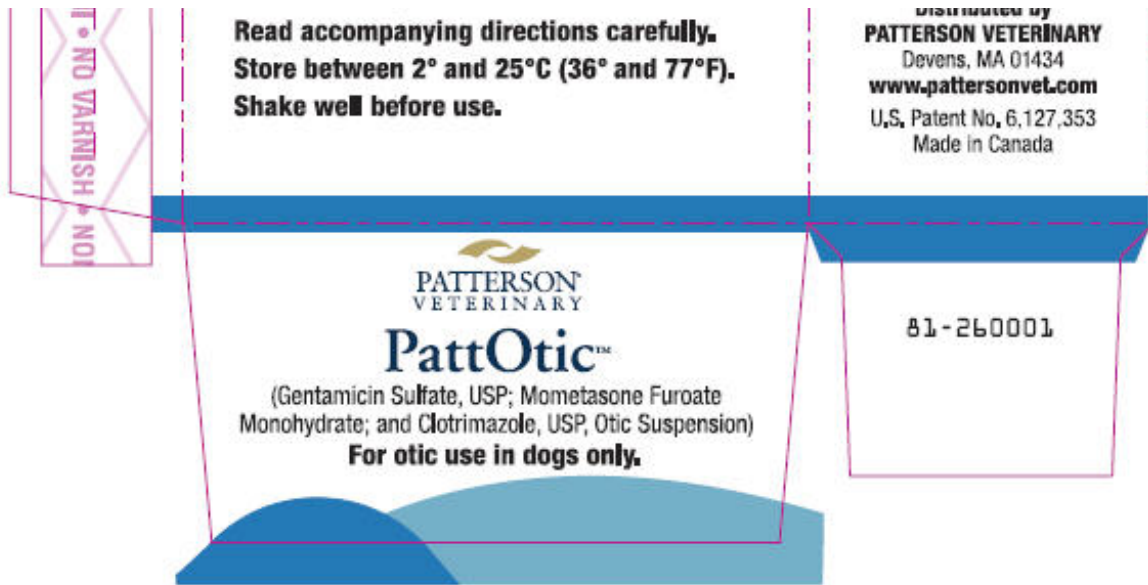 • NO VARNISH • NO
Read accompanying directions carefully.
Store between 2° and 25°C (36° and 77°F).
Shake well before use.
Distributed by
PATTERSON VETERINARY
Devens, MA 01434
www.pattersonvet.com
U.S. Patent No. 6,127,353
Made in Canada
PATTERSON®
VETERINARY
PattOtic™
(Gentamicin Sulfate, USP; Mometasone Furoate
Monohydrate; and Clotrimazole, USP, Otic Suspension)
For otic use in dogs only.
81-260001